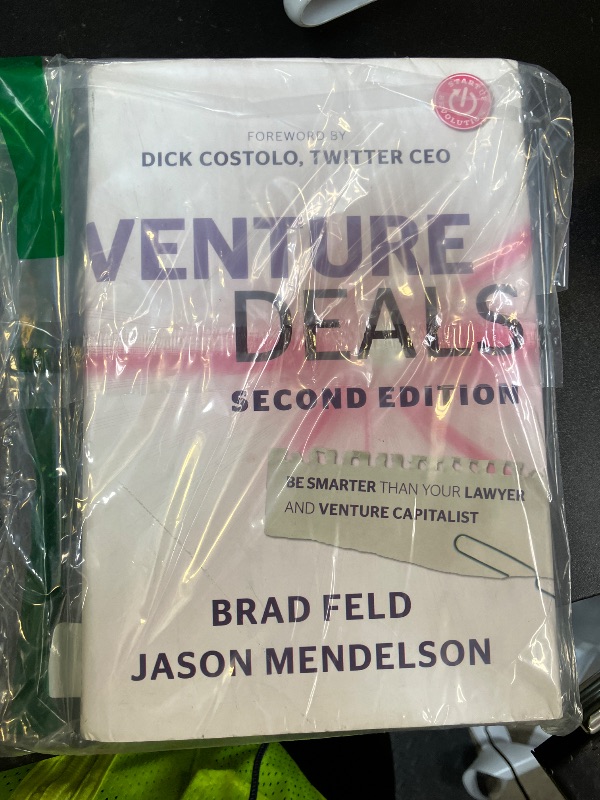 STARTUP
FOREWORD BY
DICK COSTOLO, TWITTER CEO
VENTURE
DEALS
SECOND EDITION
BE SMARTER THAN YOUR LAWYER
AND VENTURE CAPITALIST
BRAD FELD
JASON MENDELSON